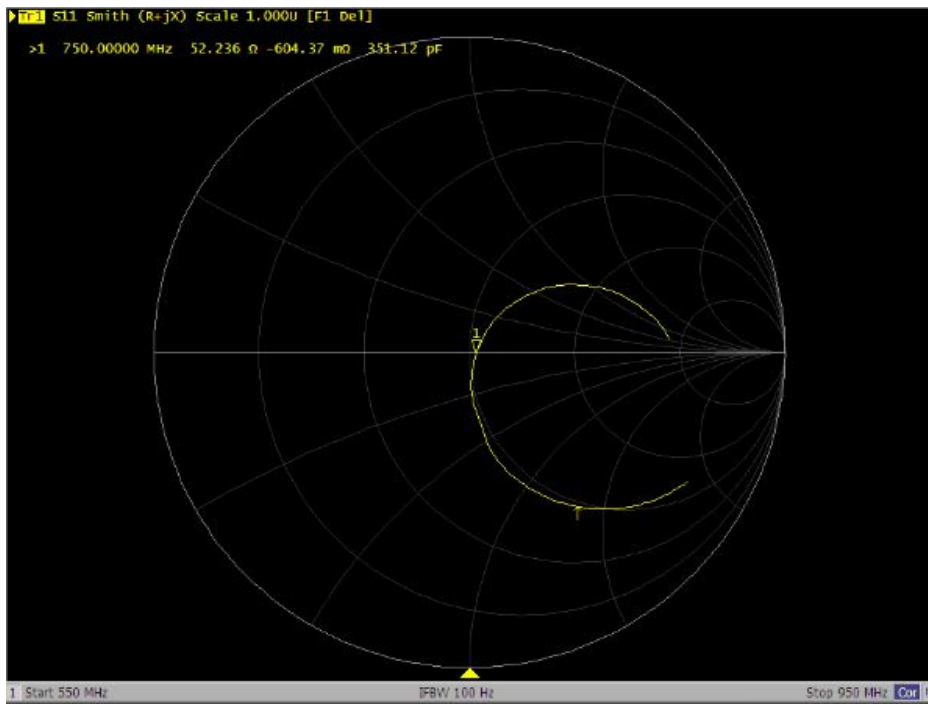 Tr1 S11 Smith (R+jX) Scale 1.000U [F1 Del]
>1 750.00000 MHz 52.236 Ω -604.37 mΩ 351.12 pF
1
1 Start 550 MHz IFBW 100 Hz Stop 950 MHz Cor